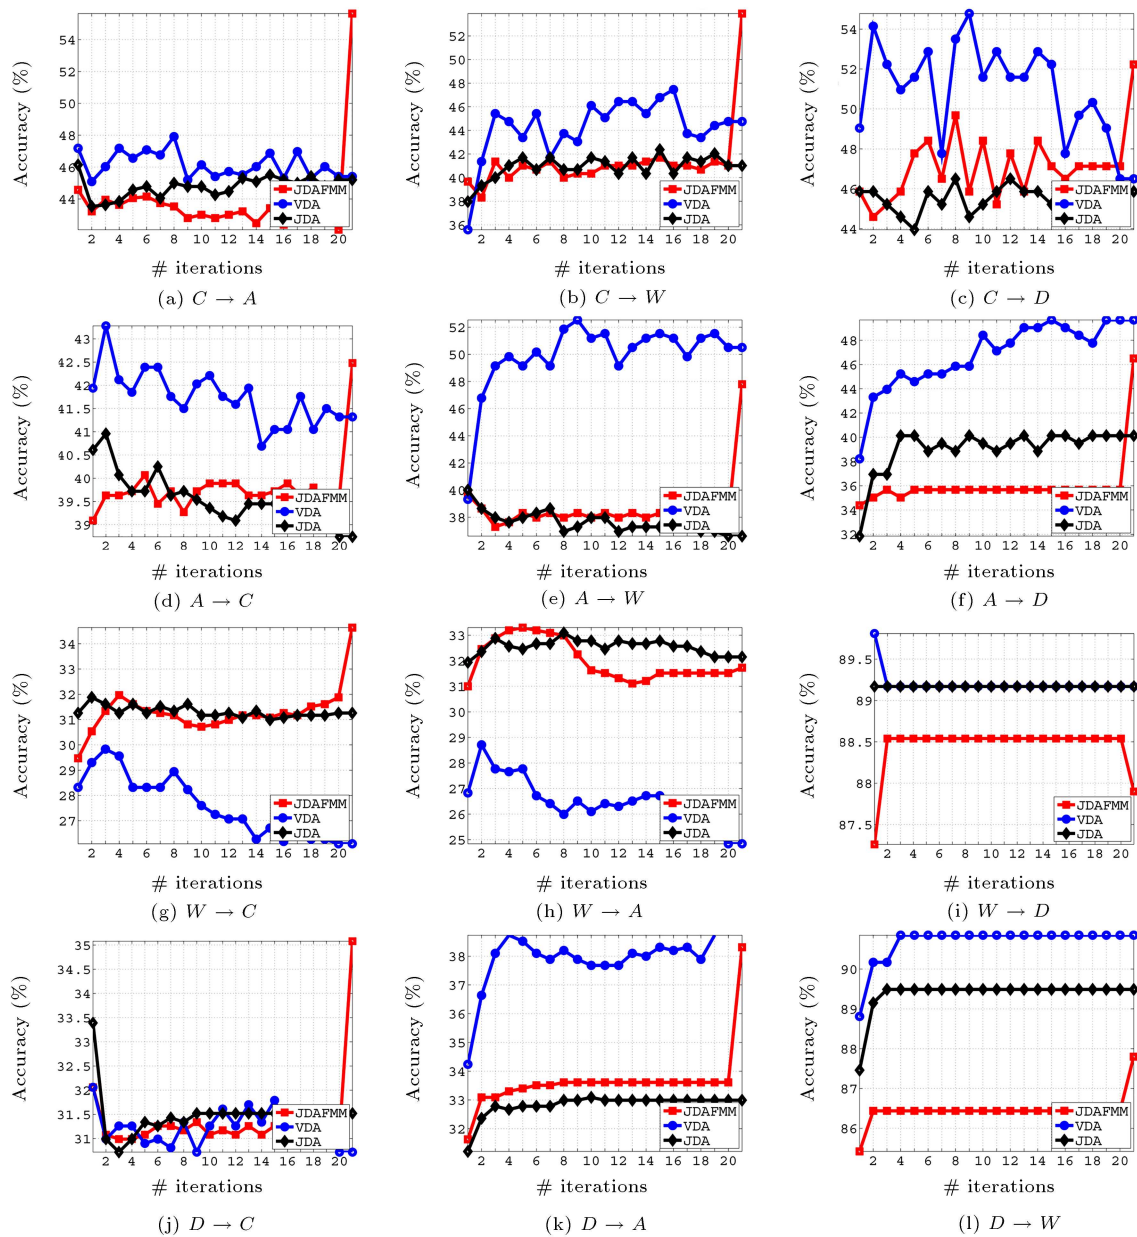 Accuracy (%)
54
52
50
48
46
44
JDAFMM
VDA
JDA
2 4 6 8 10 12 14 16 18 20
# iterations
(a) C → A
Accuracy (%)
52
50
48
46
44
42
40
38
36
JDAFMM
VDA
JDA
2 4 6 8 10 12 14 16 18 20
# iterations
(b) C → W
Accuracy (%)
54
52
50
48
46
44
JDAFMM
VDA
JDA
2 4 6 8 10 12 14 16 18 20
# iterations
(c) C → D
Accuracy (%)
43
42.5
42
41.5
41
40.5
40
39.5
39
JDAFMM
VDA
JDA
2 4 6 8 10 12 14 16 18 20
# iterations
(d) A → C
Accuracy (%)
52
50
48
46
44
42
40
38
JDAFMM
VDA
JDA
2 4 6 8 10 12 14 16 18 20
# iterations
(e) A → W
Accuracy (%)
48
46
44
42
40
38
36
34
32
JDAFMM
VDA
JDA
2 4 6 8 10 12 14 16 18 20
# iterations
(f) A → D
Accuracy (%)
34
33
32
31
30
29
28
27
JDAFMM
VDA
JDA
2 4 6 8 10 12 14 16 18 20
# iterations
(g) W → C
Accuracy (%)
33
32
31
30
29
28
27
26
25
JDAFMM
VDA
JDA
2 4 6 8 10 12 14 16 18 20
# iterations
(h) W → A
Accuracy (%)
89.5
89
88.5
88
87.5
JDAFMM
VDA
JDA
2 4 6 8 10 12 14 16 18 20
# iterations
(i) W → D
Accuracy (%)
35
34.5
34
33.5
33
32.5
32
31.5
31
JDAFMM
VDA
JDA
2 4 6 8 10 12 14 16 18 20
# iterations
(j) D → C
Accuracy (%)
38
37
36
35
34
33
32
JDAFMM
VDA
JDA
2 4 6 8 10 12 14 16 18 20
# iterations
(k) D → A
Accuracy (%)
90
89
88
87
86
JDAFMM
VDA
JDA
2 4 6 8 10 12 14 16 18 20
# iterations
(l) D → W